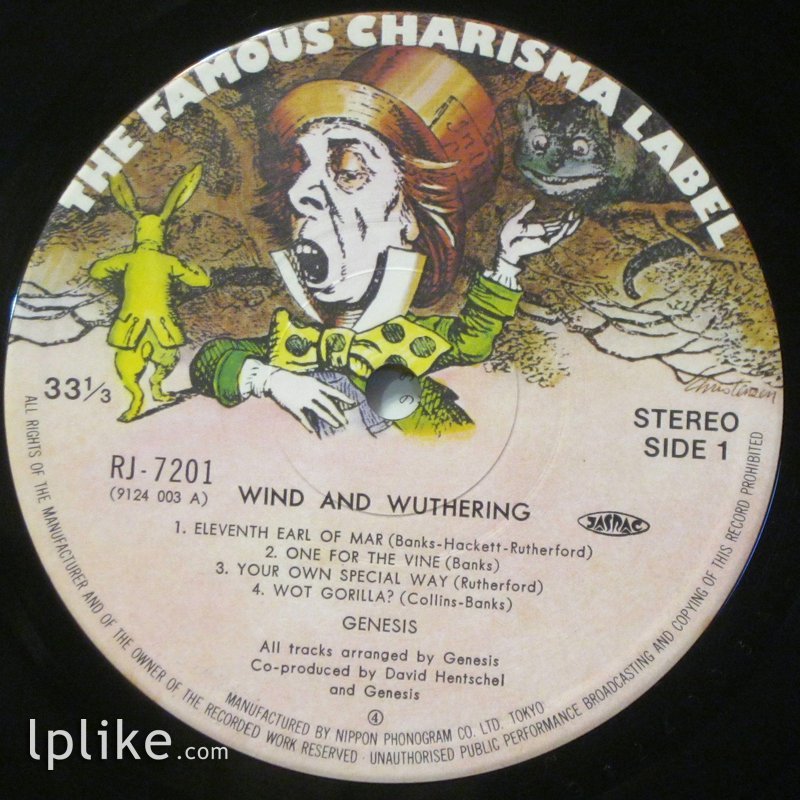 THE FAMOUS CHARISMA LABEL
Christensen
33⅓
STEREO
SIDE 1
RJ-7201
(9124 003 A)
WIND AND WUTHERING
JASRAC
1. ELEVENTH EARL OF MAR (Banks-Hackett-Rutherford)
2. ONE FOR THE VINE (Banks)
3. YOUR OWN SPECIAL WAY (Rutherford)
4. WOT GORILLA? (Collins-Banks)
GENESIS
All tracks arranged by Genesis
Co-produced by David Hentschel
and Genesis
④
MANUFACTURED BY NIPPON PHONOGRAM CO. LTD. TOKYO
ALL RIGHTS OF THE MANUFACTURER AND OF THE OWNER OF THE RECORDED WORK RESERVED · UNAUTHORISED PUBLIC PERFORMANCE BROADCASTING AND COPYING OF THIS RECORD PROHIBITED
lplike.com